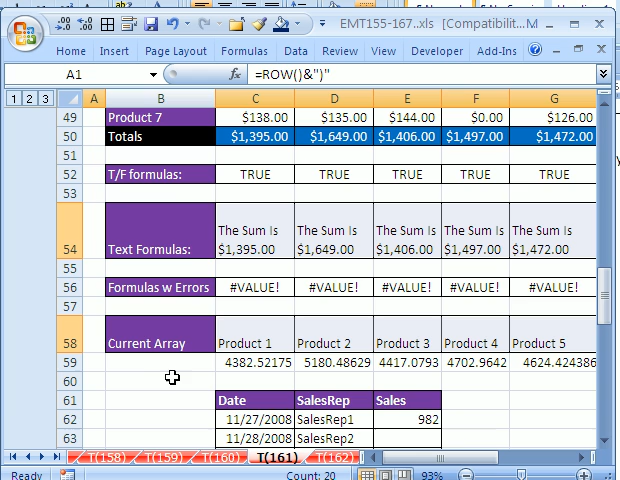 EMT155-167..xls [Compatibilit...M
Home Insert Page Layout Formulas Data Review View Developer Add-Ins
A1 fx =ROW()&")"
1 2 3 A B C D E F G
49 Product 7 $138.00 $135.00 $144.00 $0.00 $126.00
50 Totals $1,395.00 $1,649.00 $1,406.00 $1,497.00 $1,472.00
51
52 T/F formulas: TRUE TRUE TRUE TRUE TRUE
53
The Sum Is The Sum Is The Sum Is The Sum Is The Sum Is
54 Text Formulas: $1,395.00 $1,649.00 $1,406.00 $1,497.00 $1,472.00
55
56 Formulas w Errors #VALUE! #VALUE! #VALUE! #VALUE! #VALUE!
57
58 Current Array Product 1 Product 2 Product 3 Product 4 Product 5
59 4382.52175 5180.48629 4417.0793 4702.9642 4624.424386
60
61 Date SalesRep Sales
62 11/27/2008 SalesRep1 982
63 11/28/2008 SalesRep2
T(158) T(159) T(160) T(161) T(162)
Ready Count: 20 93%